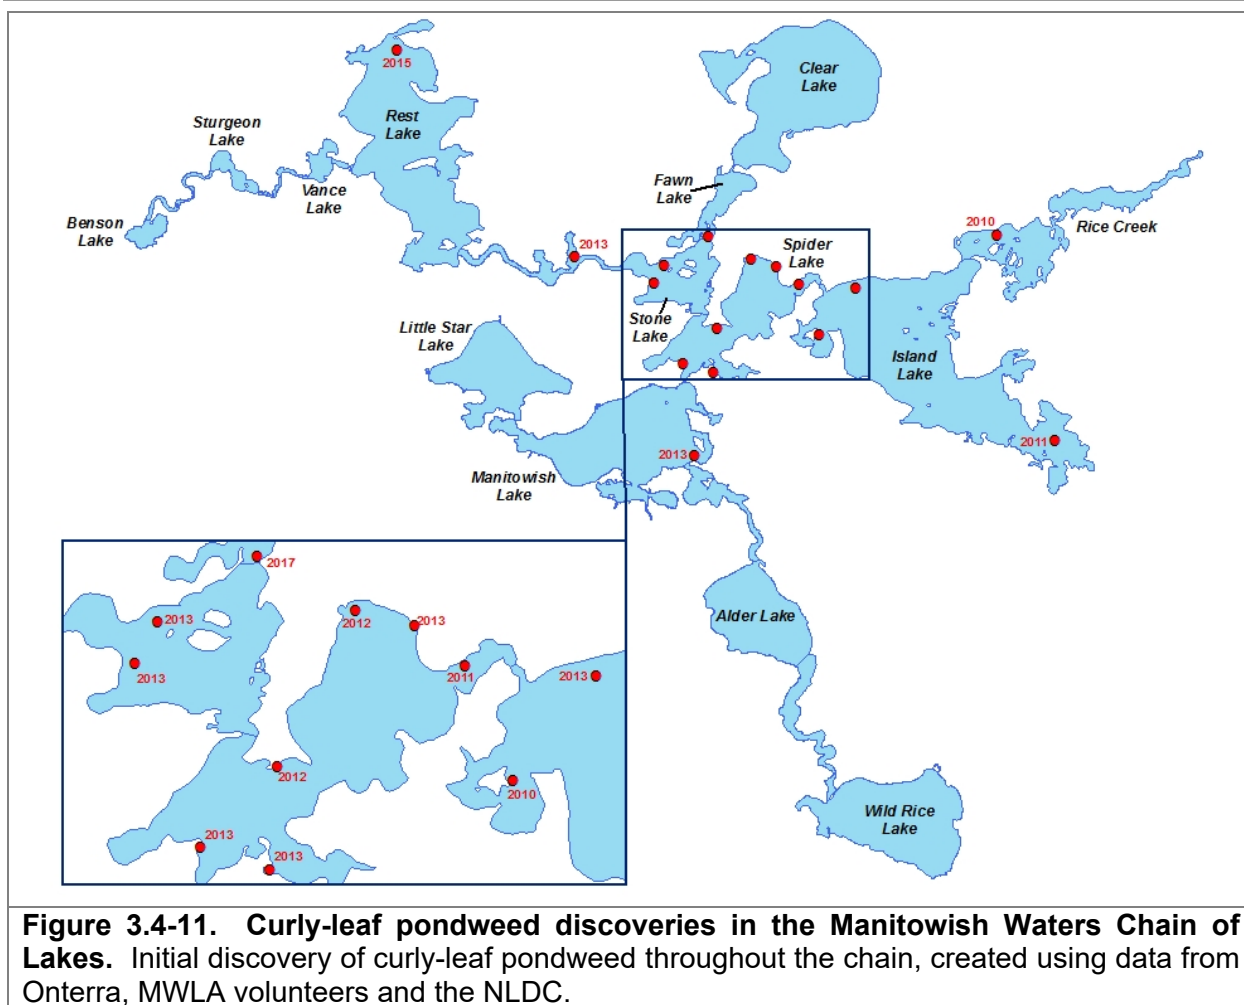 2015
Clear
Lake
Rest
Lake
Sturgeon
Lake
Fawn
Lake
Vance
Lake
Benson
Lake
2010
Rice Creek
2013
Spider
Lake
Stone
Lake
Little Star
Lake
Island
Lake
2011
2013
Manitowish
Lake
2017
2013
2012
2013
2013
2011
2013
2012
2010
2013
2013
Alder Lake
Wild Rice
Lake
Figure 3.4-11. Curly-leaf pondweed discoveries in the Manitowish Waters Chain of
Lakes. Initial discovery of curly-leaf pondweed throughout the chain, created using data from
Onterra, MWLA volunteers and the NLDC.